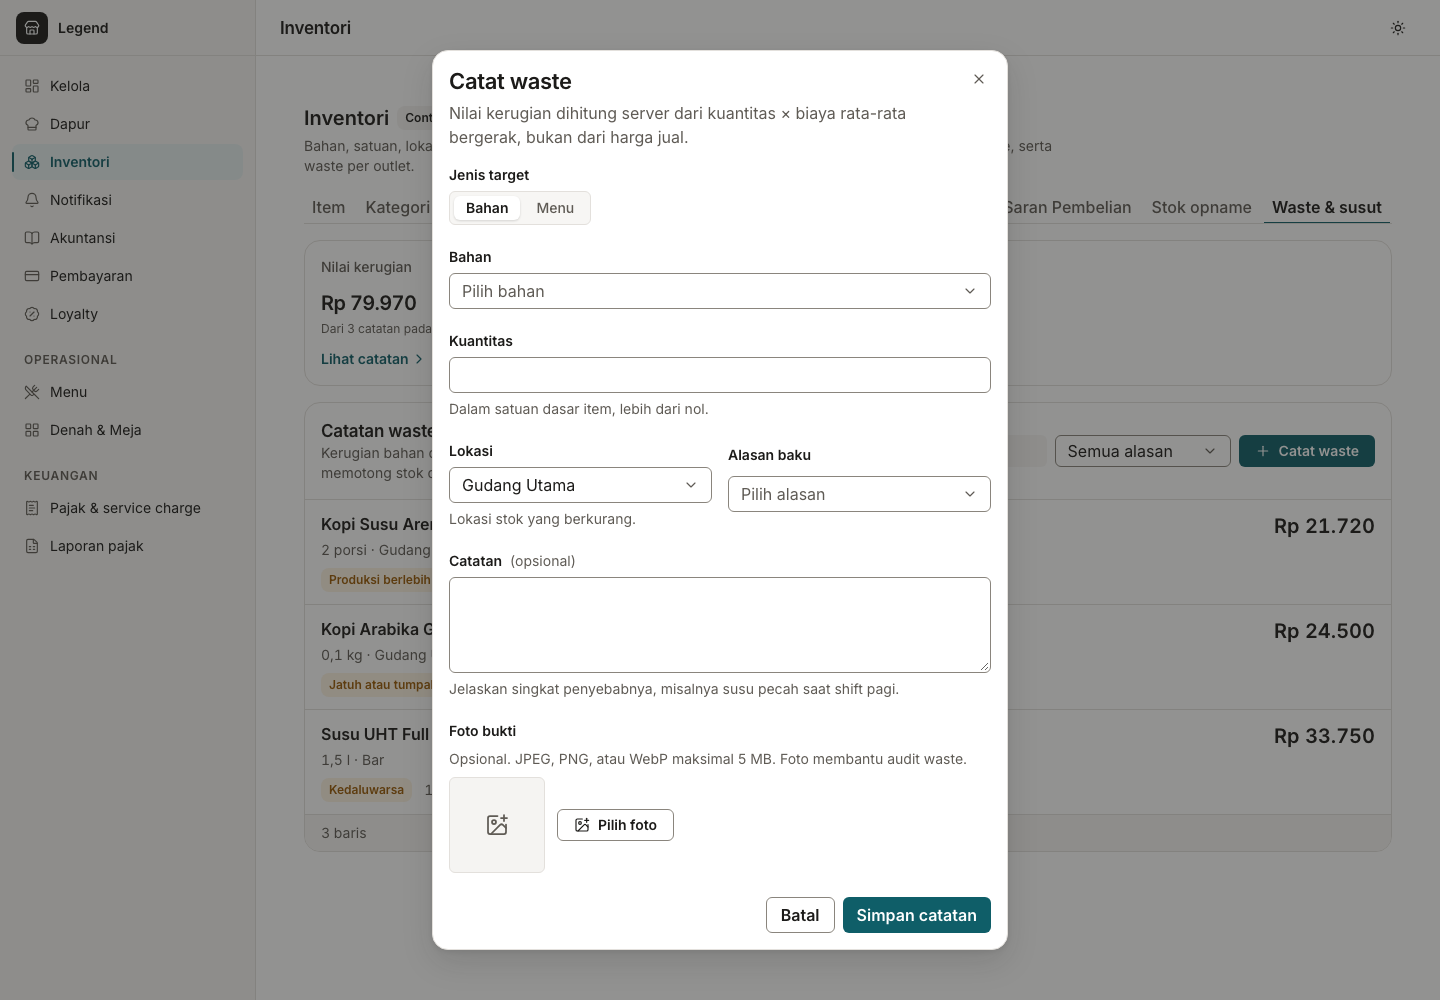 Legend
Inventori
Kelola
Dapur
Inventori
Notifikasi
Akuntansi
Pembayaran
Loyalty
OPERASIONAL
Menu
Denah & Meja
KEUANGAN
Pajak & service charge
Laporan pajak
Inventori
Bahan, satuan, serta
waste per outlet.
Item Kategori Saran Pembelian Stok opname Waste & susut
Nilai kerugian
Rp 79.970
Dari 3 catatan pada
Lihat catatan
Catatan waste
Kerugian bahan
memotong stok
Semua alasan
Catat waste
Kopi Susu
Rp 21.720
2 porsi · Gudang
Produksi berlebih
Kopi Arabika
Rp 24.500
0,1 kg · Gudang
Jatuh atau
Susu UHT Full
Rp 33.750
1,5 l · Bar
Kedaluwarsa
3 baris
Catat waste
Nilai kerugian dihitung server dari kuantitas × biaya rata-rata
bergerak, bukan dari harga jual.
Jenis target
Bahan Menu
Bahan
Pilih bahan
Kuantitas
Dalam satuan dasar item, lebih dari nol.
Lokasi
Gudang Utama
Lokasi stok yang berkurang.
Alasan baku
Pilih alasan
Catatan (opsional)
Jelaskan singkat penyebabnya, misalnya susu pecah saat shift pagi.
Foto bukti
Opsional. JPEG, PNG, atau WebP maksimal 5 MB. Foto membantu audit waste.
Pilih foto
Batal Simpan catatan